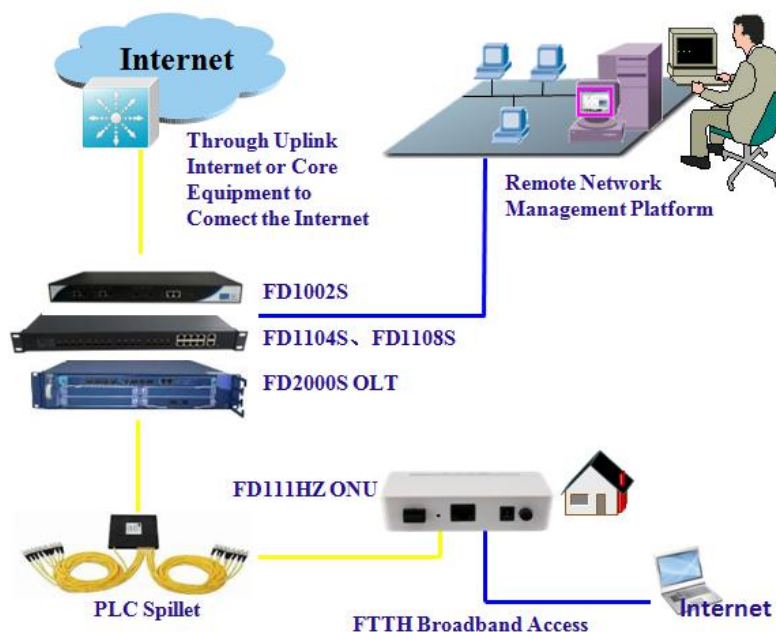 Internet
Through Uplink
Internet or Core
Equipment to
Comect the Internet
Remote Network
Management Platform
FD1002S
FD1104S、FD1108S
FD2000S OLT
FD111HZ ONU
PLC Spillet
FTTH Broadband Access
Internet